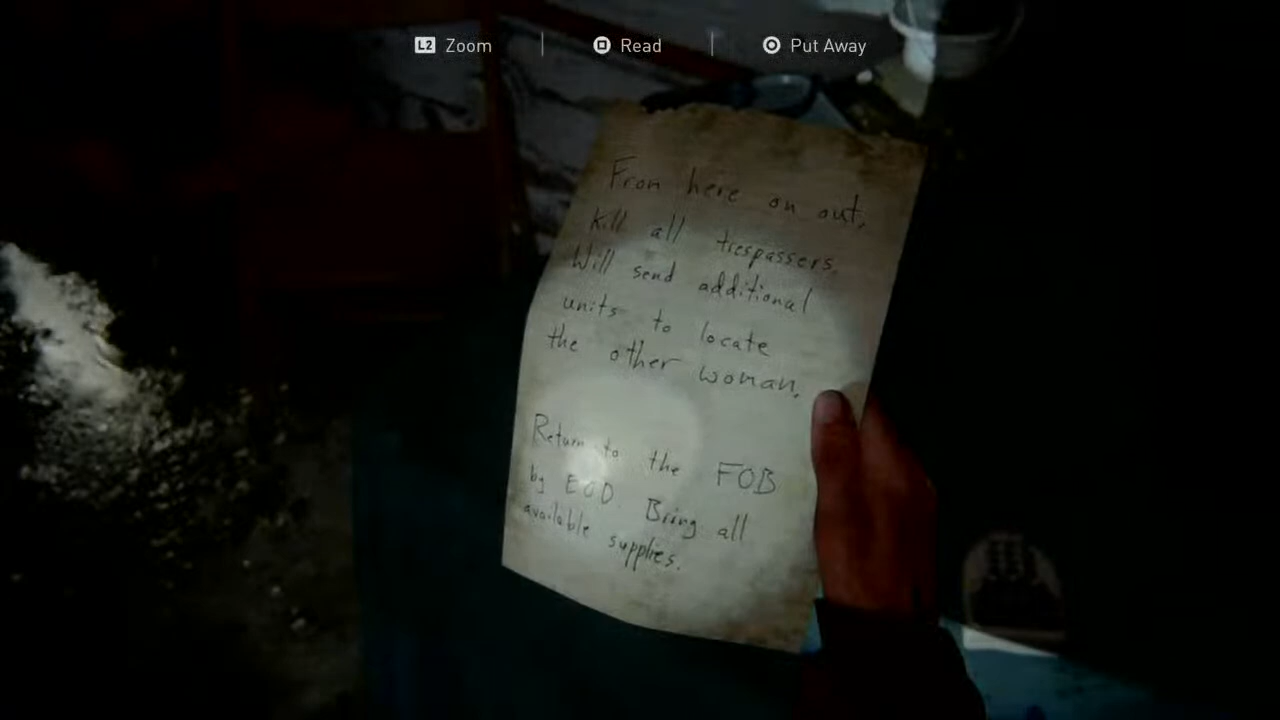 L2 Zoom | Read | Put Away
From here on out,
Kill all trespassers.
Will send additional
units to locate
the other woman.
Return to the FOB
by EOD. Bring all
available supplies.